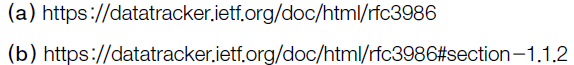 (a) https://datatracker.ietf.org/doc/html/rfc3986
(b) https://datatracker.ietf.org/doc/html/rfc3986#section-1.1.2